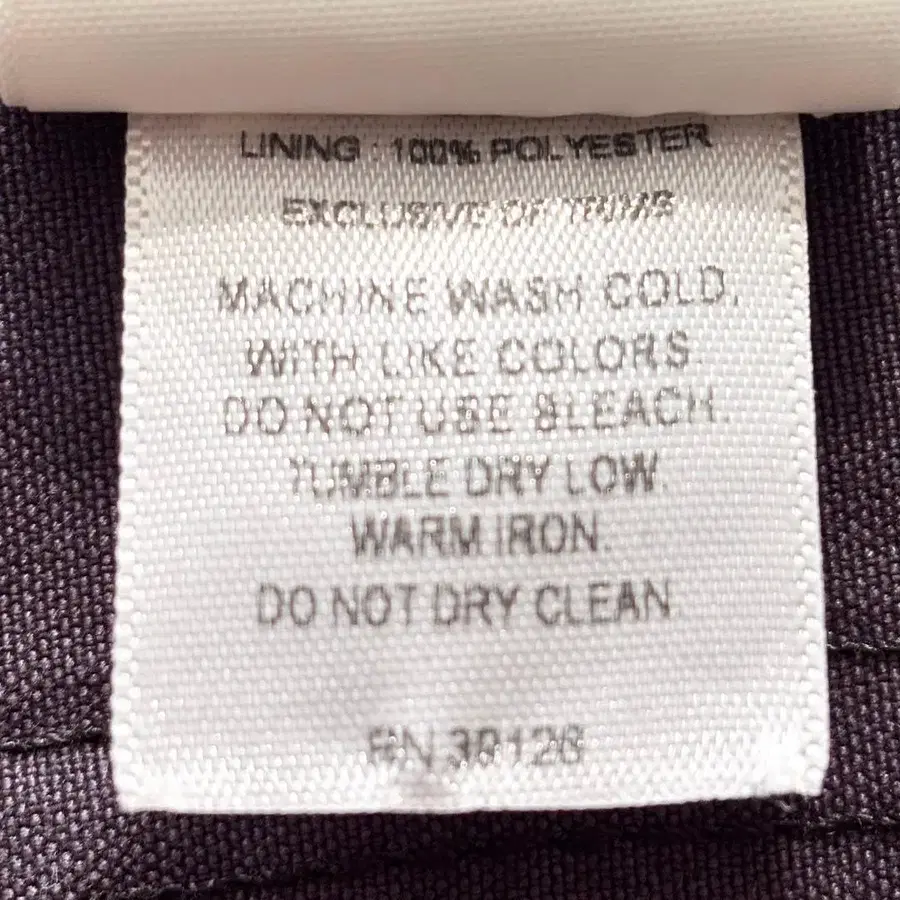 LINING : 100% POLYESTER
EXCLUSIVE OF TRIMS
MACHINE WASH COLD,
WITH LIKE COLORS.
DO NOT USE BLEACH.
TUMBLE DRY LOW.
WARM IRON.
DO NOT DRY CLEAN
RN